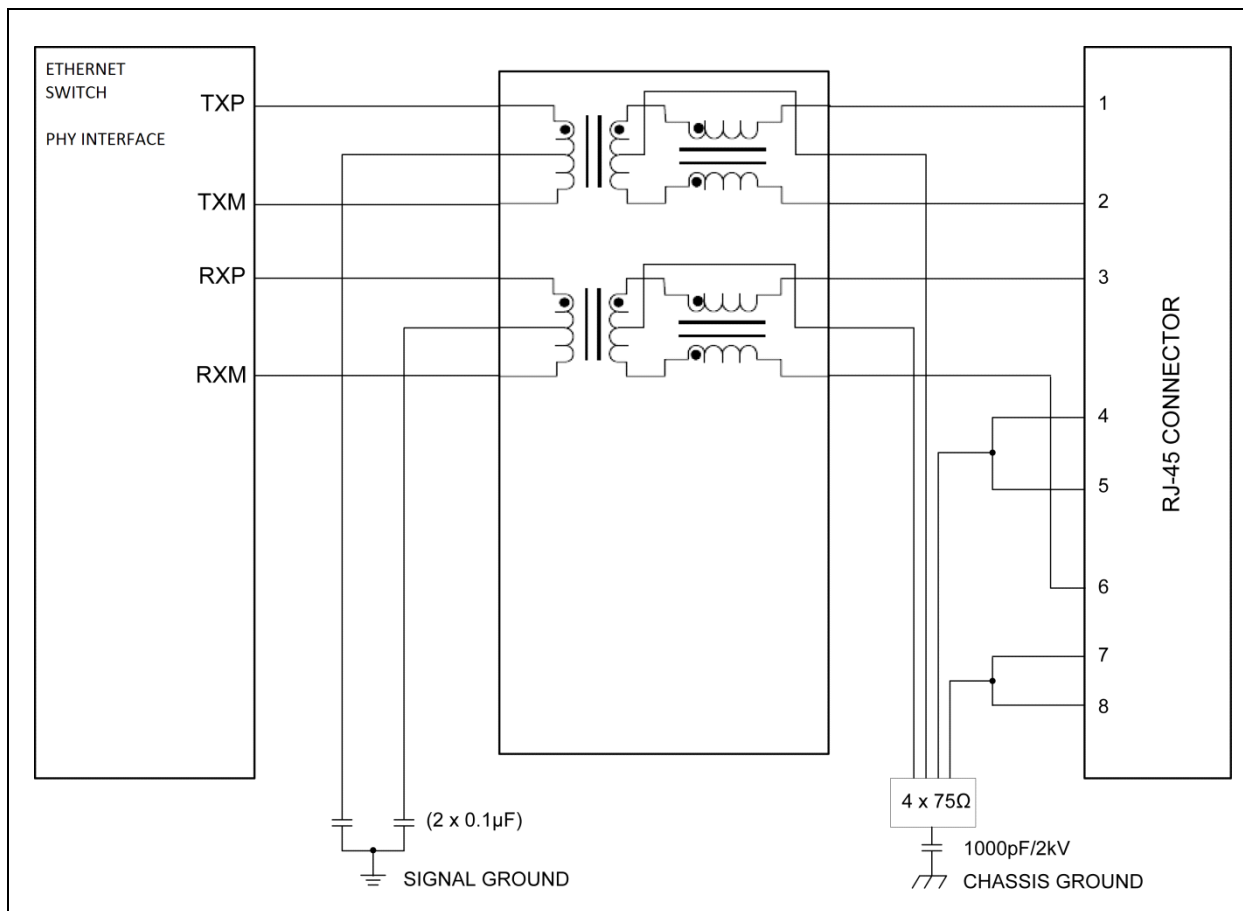 ETHERNET
SWITCH
PHY INTERFACE
TXP
TXM
RXP
RXM
1
2
3
4
5
6
7
8
RJ-45 CONNECTOR
(2 x 0.1µF)
SIGNAL GROUND
4 x 75Ω
1000pF/2kV
CHASSIS GROUND